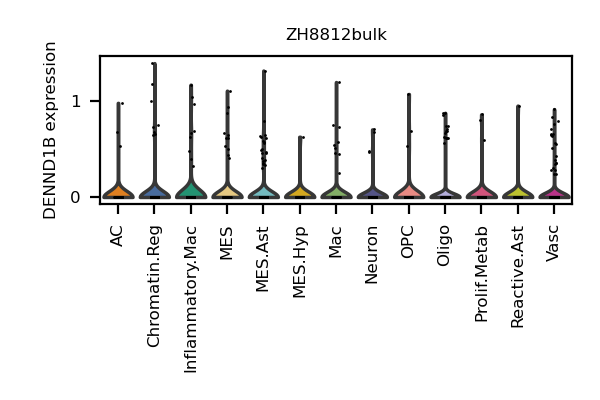 ZH8812bulk
DENND1B expression
1
0
AC
Chromatin.Reg
Inflammatory.Mac
MES
MES.Ast
MES.Hyp
Mac
Neuron
OPC
Oligo
Prolif.Metab
Reactive.Ast
Vasc